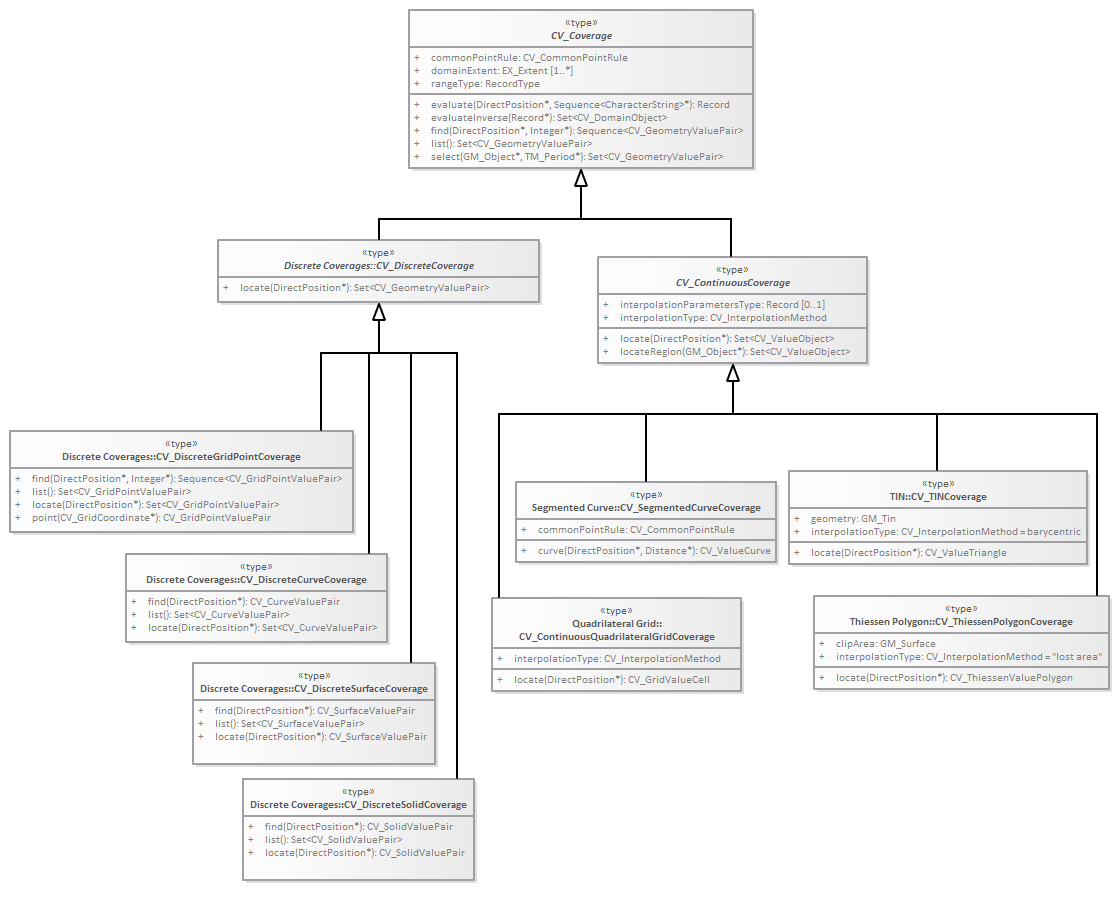 «type»
CV_Coverage
+ commonPointRule: CV_CommonPointRule
+ domainExtent: EX_Extent [1..*]
+ rangeType: RecordType
+ evaluate(DirectPosition*, Sequence<CharacterString>*): Record
+ evaluateInverse(Record*): Set<CV_DomainObject>
+ find(DirectPosition*, Integer*): Sequence<CV_GeometryValuePair>
+ list(): Set<CV_GeometryValuePair>
+ select(GM_Object*, TM_Period*): Set<CV_GeometryValuePair>
«type»
Discrete Coverages::CV_DiscreteCoverage
+ locate(DirectPosition*): Set<CV_GeometryValuePair>
«type»
CV_ContinuousCoverage
+ interpolationParametersType: Record [0..1]
+ interpolationType: CV_InterpolationMethod
+ locate(DirectPosition*): Set<CV_ValueObject>
+ locateRegion(GM_Object*): Set<CV_ValueObject>
«type»
Discrete Coverages::CV_DiscreteGridPointCoverage
+ find(DirectPosition*, Integer*): Sequence<CV_GridPointValuePair>
+ list(): Set<CV_GridPointValuePair>
+ locate(DirectPosition*): Set<CV_GridPointValuePair>
+ point(CV_GridCoordinate*): CV_GridPointValuePair
«type»
Segmented Curve::CV_SegmentedCurveCoverage
+ commonPointRule: CV_CommonPointRule
+ curve(DirectPosition*, Distance*): CV_ValueCurve
«type»
TIN::CV_TINCoverage
+ geometry: GM_Tin
+ interpolationType: CV_InterpolationMethod = barycentric
+ locate(DirectPosition*): CV_ValueTriangle
«type»
Discrete Coverages::CV_DiscreteCurveCoverage
+ find(DirectPosition*): CV_CurveValuePair
+ list(): Set<CV_CurveValuePair>
+ locate(DirectPosition*): Set<CV_CurveValuePair>
«type»
Quadrilateral Grid::
CV_ContinuousQuadrilateralGridCoverage
+ interpolationType: CV_InterpolationMethod
+ locate(DirectPosition*): CV_GridValueCell
«type»
Thiessen Polygon::CV_ThiessenPolygonCoverage
+ clipArea: GM_Surface
+ interpolationType: CV_InterpolationMethod = "lost area"
+ locate(DirectPosition*): CV_ThiessenValuePolygon
«type»
Discrete Coverages::CV_DiscreteSurfaceCoverage
+ find(DirectPosition*): CV_SurfaceValuePair
+ list(): Set<CV_SurfaceValuePair>
+ locate(DirectPosition*): CV_SurfaceValuePair
«type»
Discrete Coverages::CV_DiscreteSolidCoverage
+ find(DirectPosition*): CV_SolidValuePair
+ list(): Set<CV_SolidValuePair>
+ locate(DirectPosition*): CV_SolidValuePair